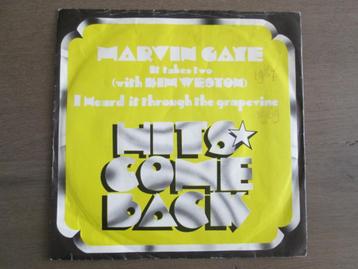 MARVIN GAYE
It takes two
(with KIM WESTON)
I Heard it through the grapevine
HITS
COME
BACK